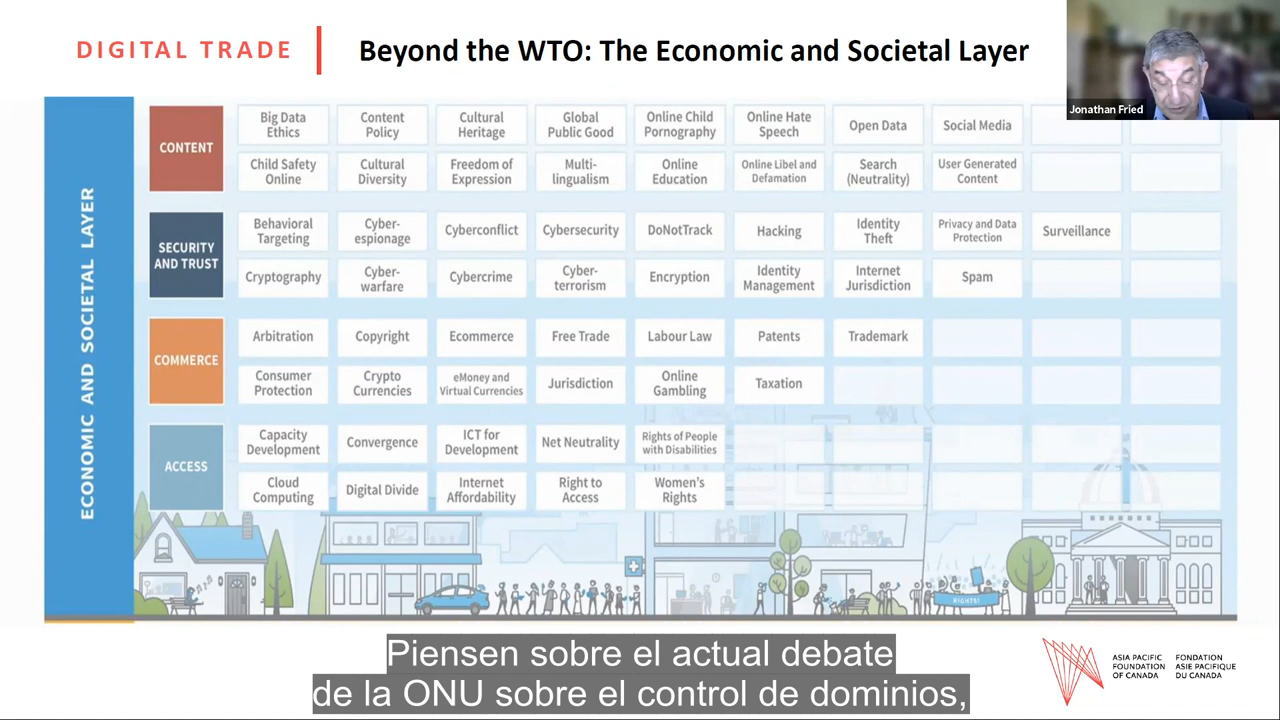 DIGITAL TRADE
Beyond the WTO: The Economic and Societal Layer
Jonathan Fried
ECONOMIC AND SOCIETAL LAYER
CONTENT
Big Data
Ethics
Content
Policy
Cultural
Heritage
Global
Public Good
Online Child
Pornography
Online Hate
Speech
Open Data
Social Media
Child Safety
Online
Cultural
Diversity
Freedom of
Expression
Multi-
lingualism
Online
Education
Online Libel and
Defamation
Search
(Neutrality)
User Generated
Content
SECURITY
AND TRUST
Behavioral
Targeting
Cyber-
espionage
Cyberconflict
Cybersecurity
DoNotTrack
Hacking
Identity
Theft
Privacy and Data
Protection
Surveillance
Cryptography
Cyber-
warfare
Cybercrime
Cyber-
terrorism
Encryption
Identity
Management
Internet
Jurisdiction
Spam
COMMERCE
Arbitration
Copyright
Ecommerce
Free Trade
Labour Law
Patents
Trademark
Consumer
Protection
Crypto
Currencies
eMoney and
Virtual Currencies
Jurisdiction
Online
Gambling
Taxation
ACCESS
Capacity
Development
Convergence
ICT for
Development
Net Neutrality
Rights of People
with Disabilities
Cloud
Computing
Digital Divide
Internet
Affordability
Right to
Access
Women's
Rights
RIGHTS!
Piensen sobre el actual debate
de la ONU sobre el control de dominios,
ASIA PACIFIC
FOUNDATION
OF CANADA
FONDATION
ASIE PACIFIQUE
DU CANADA